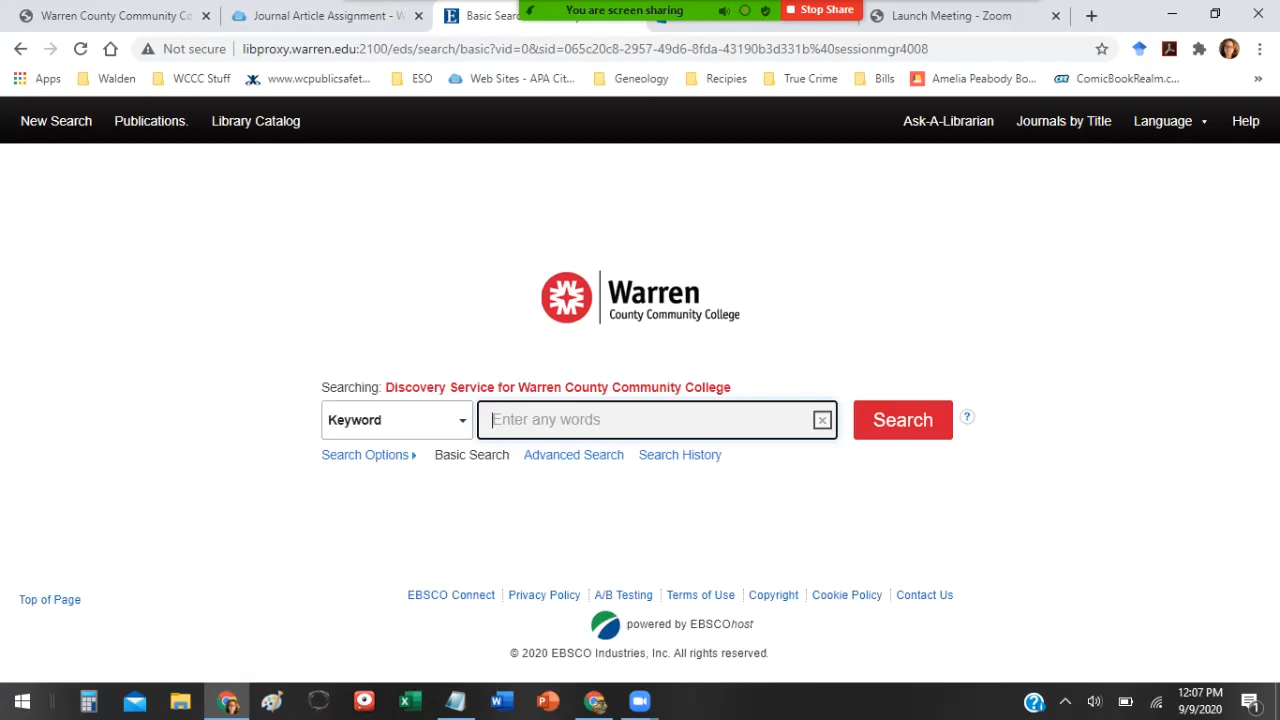 Warren County Community Co
Journal Article Assignment - W
Basic Sear
You are screen sharing
Stop Share
Launch Meeting - Zoom
Not secure
libproxy.warren.edu:2100/eds/search/basic?vid=0&sid=065c20c8-2957-49d6-8fda-43190b3d331b%40sessionmgr4008
Apps
Walden
WCCC Stuff
www.wcpublicsafet...
ESO
Web Sites - APA Cit...
Geneology
Recipies
True Crime
Bills
Amelia Peabody Bo...
ComicBookRealm.c...
New Search
Publications.
Library Catalog
Ask-A-Librarian
Journals by Title
Language
Help
Warren
County Community College
Searching: Discovery Service for Warren County Community College
Keyword
Enter any words
Search
Search Options
Basic Search
Advanced Search
Search History
Top of Page
EBSCO Connect
Privacy Policy
A/B Testing
Terms of Use
Copyright
Cookie Policy
Contact Us
powered by EBSCOhost
© 2020 EBSCO Industries, Inc. All rights reserved.
12:07 PM
9/9/2020